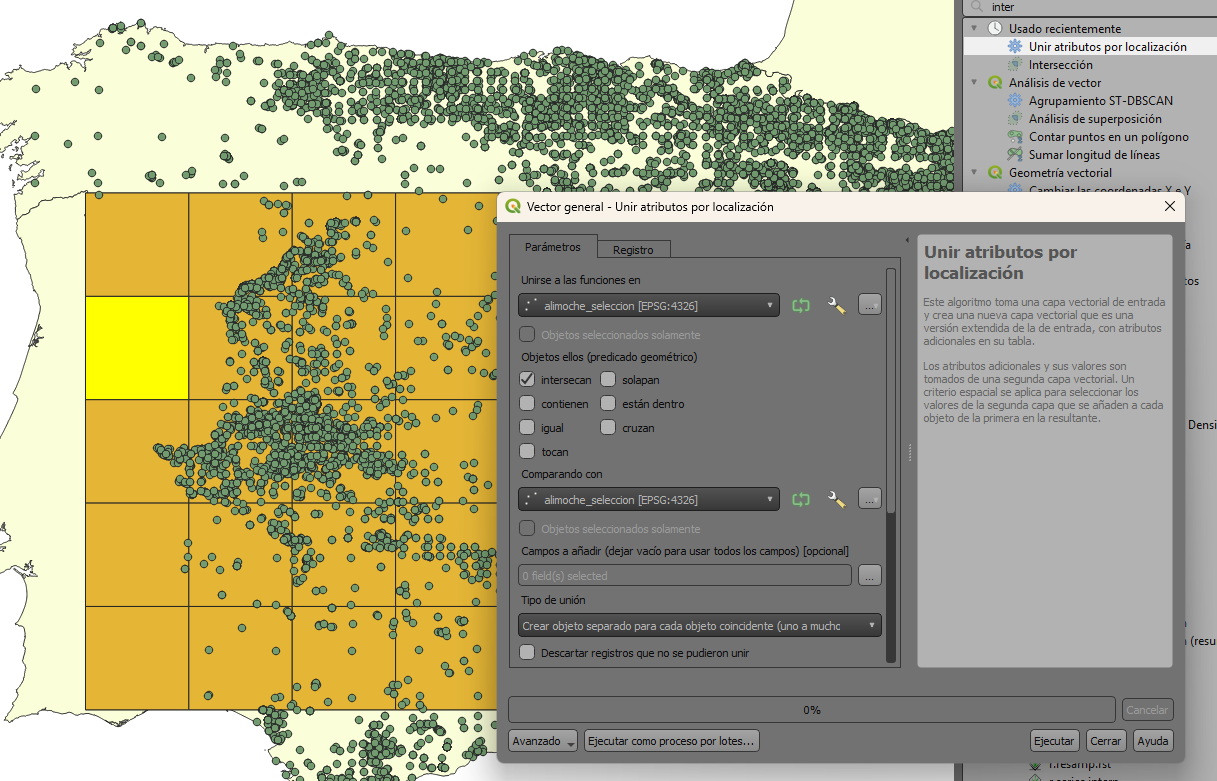 inter
Usado recientemente
Unir atributos por localización
Intersección
Análisis de vector
Agrupamiento ST-DBSCAN
Análisis de superposición
Contar puntos en un polígono
Sumar longitud de líneas
Geometría vectorial
Cambiar las coordenadas X e Y
Vector general - Unir atributos por localización
Parámetros
Registro
Unirse a las funciones en
alimoche_seleccion [EPSG:4326]
...
Objetos seleccionados solamente
Objetos ellos (predicado geométrico)
intersecan
solapan
contienen
están dentro
igual
cruzan
tocan
Comparando con
alimoche_seleccion [EPSG:4326]
...
Objetos seleccionados solamente
Campos a añadir (dejar vacío para usar todos los campos) [opcional]
0 field(s) selected
...
Tipo de unión
Crear objeto separado para cada objeto coincidente (uno a mucho
Descartar registros que no se pudieron unir
Unir atributos por
localización
Este algoritmo toma una capa vectorial de entrada
y crea una nueva capa vectorial que es una
versión extendida de la de entrada, con atributos
adicionales en su tabla.
Los atributos adicionales y sus valores son
tomados de una segunda capa vectorial. Un
criterio espacial se aplica para seleccionar los
valores de la segunda capa que se añaden a cada
objeto de la primera en la resultante.
a
cos
Densi
(resu
0%
Cancelar
Avanzado
Ejecutar como proceso por lotes...
Ejecutar
Cerrar
Ayuda
r.resamp.rst